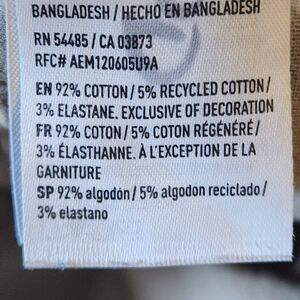 BANGLADESH / HECHO EN BANGLADESH
RN 54485 / CA 03873
RFC# AEM120605U9A
EN 92% COTTON / 5% RECYCLED COTTON /
3% ELASTANE. EXCLUSIVE OF DECORATION
FR 92% COTON / 5% COTON RÉGÉNÉRÉ /
3% ÉLASTHANNE. À L'EXCEPTION DE LA
GARNITURE
SP 92% algodón / 5% algodon reciclado /
3% elastano